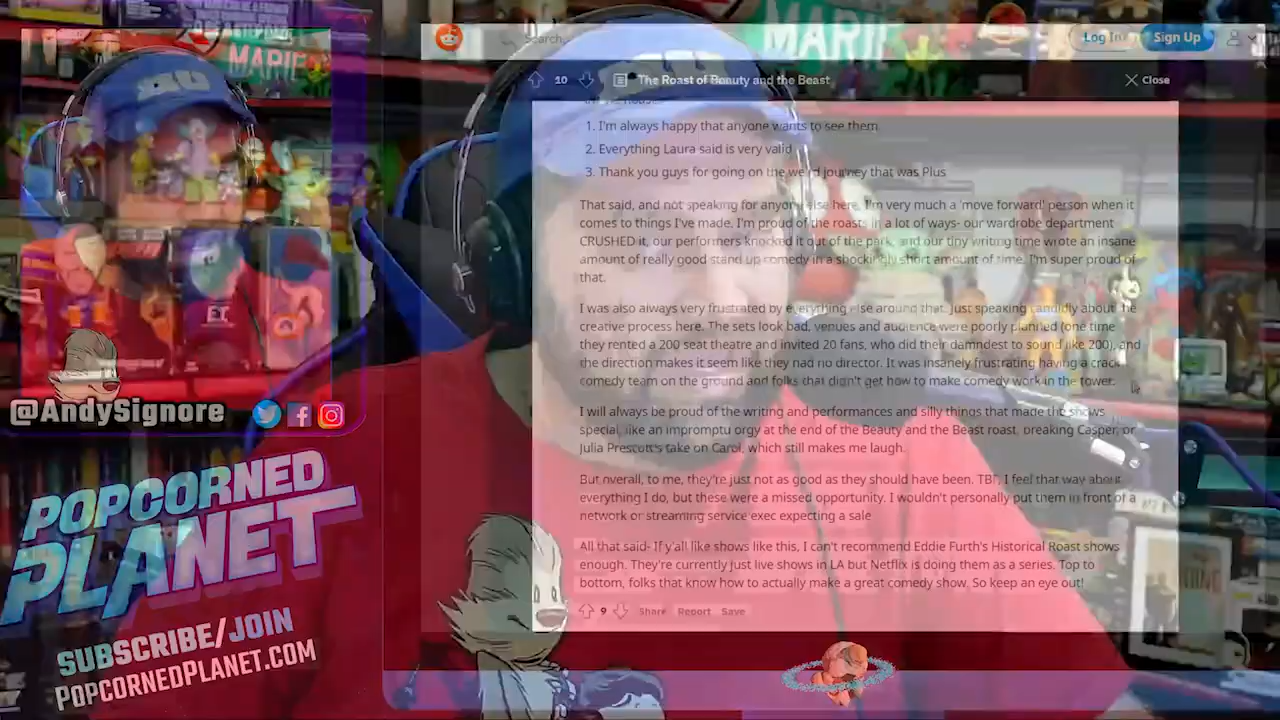 MARIE
Search
Log In
Sign Up
10
The Roast of Beauty and the Beast
Close
1. I'm always happy that anyone wants to see them
2. Everything Laura said is very valid
3. Thank you guys for going on the weird journey that was Plus
That said, and not speaking for anyone else here, I'm very much a 'move forward' person when it
comes to things I've made. I'm proud of the roasts in a lot of ways- our wardrobe department
CRUSHED it, our performers knocked it out of the park, and our tiny writing time wrote an insane
amount of really good stand up comedy in a shockingly short amount of time. I'm super proud of
that.
I was also always very frustrated by everything else around that. Just speaking candidly about the
creative process here. The sets look bad, venues and audience were poorly planned (one time
they rented a 200 seat theatre and invited 20 fans, who did their damndest to sound like 200), and
the direction makes it seem like they had no director. It was insanely frustrating having a crack
comedy team on the ground and folks that didn't get how to make comedy work in the tower.
I will always be proud of the writing and performances and silly things that made the shows
special, like an impromptu orgy at the end of the Beauty and the Beast roast, breaking Casper, or
Julia Prescott's take on Carol, which still makes me laugh.
But overall, to me, they're just not as good as they should have been. TBF, I feel that way about
everything I do, but these were a missed opportunity. I wouldn't personally put them in front of a
network or streaming service exec expecting a sale
All that said- If y'all like shows like this, I can't recommend Eddie Furth's Historical Roast shows
enough. They're currently just live shows in LA but Netflix is doing them as a series. Top to
bottom, folks that know how to actually make a great comedy show. So keep an eye out!
9 Share Report Save
MARIE
E.T.
@AndySignore
POPCORNED
PLANET
SUBSCRIBE/JOIN
POPCORNEDPLANET.COM